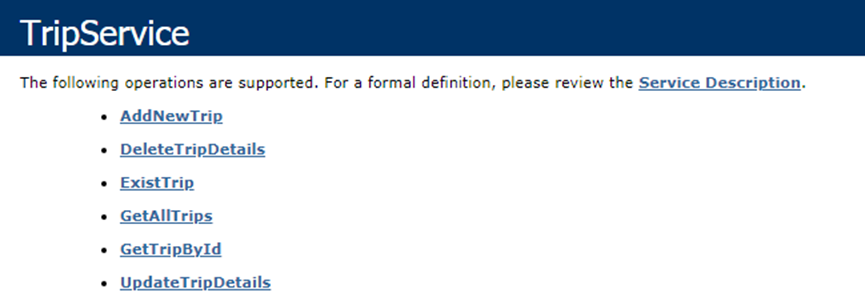 TripService
The following operations are supported. For a formal definition, please review the Service Description.
• AddNewTrip
• DeleteTripDetails
• ExistTrip
• GetAllTrips
• GetTripById
• UpdateTripDetails